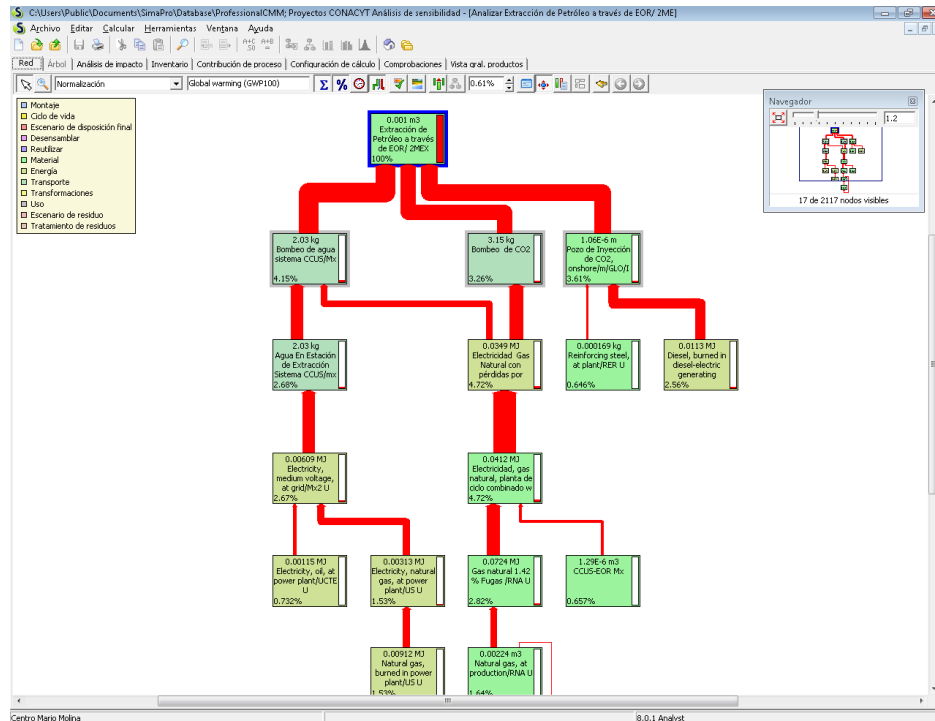 C:\Users\Public\Documents\SimaPro\Database\ProfessionalCMM; Proyectos CONACYT Análisis de sensibilidad - [Analizar Extracción de Petróleo a través de EOR/ 2ME]
Archivo Editar Calcular Herramientas Ventana Ayuda
Red Árbol Análisis de impacto Inventario Contribución de proceso Configuración de cálculo Comprobaciones Vista gral. productos
Normalización Global warming (GWP100) Σ % 0.61%
Montaje
Ciclo de vida
Escenario de disposición final
Desensamblar
Reutilizar
Material
Energía
Transporte
Transformaciones
Uso
Escenario de residuo
Tratamiento de residuos
Navegador
1.2
17 de 2117 nodos visibles
0.001 m3
Extracción de
Petróleo a través
de EOR/ 2MEX
100%
2.03 kg
Bombeo de agua
sistema CCUS/Mx
4.15%
3.15 kg
Bombeo de CO2
3.26%
1.06E-6 m
Pozo de Inyección
de CO2,
onshore/m/GLO/I
3.61%
2.03 kg
Agua En Estación
de Extracción
Sistema CCUS/mx
2.68%
0.0349 MJ
Electricidad Gas
Natural con
pérdidas por
4.72%
0.000169 kg
Reinforcing steel,
at plant/RER U
0.646%
0.0113 MJ
Diesel, burned in
diesel-electric
generating
2.56%
0.00609 MJ
Electricity,
medium voltage,
at grid/Mx2 U
2.67%
0.0412 MJ
Electricidad, gas
natural, planta de
ciclo combinado w
4.72%
0.00115 MJ
Electricity, oil, at
power plant/UCTE
U
0.732%
0.00313 MJ
Electricity, natural
gas, at power
plant/US U
1.53%
0.0724 MJ
Gas natural 1.42
% Fugas /RNA U
2.82%
1.29E-6 m3
CCUS-EOR Mx
0.657%
0.00912 MJ
Natural gas,
burned in power
plant/US U
1.53%
0.00224 m3
Natural gas, at
production/RNA U
1.64%
Centro Mario Molina 8.0.1 Analyst